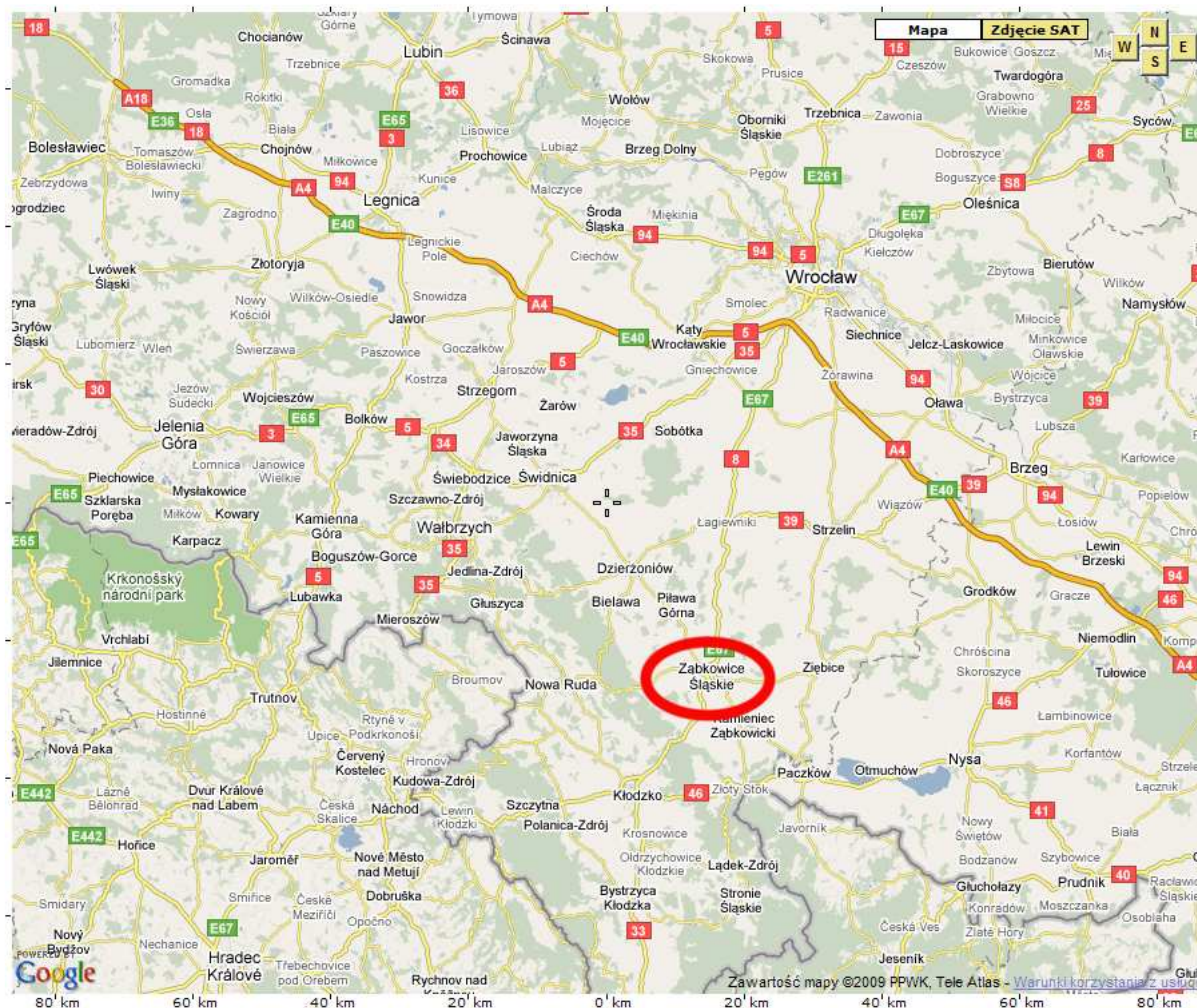 18
Chocianów
Szklary
Górne
Tymowa
Ścinawa
5
15
Mapa
Zdjęcie SAT
N
W
E
S
Lubin
Trzebnice
Skokowa
Prusice
Czeszów
Bukowice
Goszcz
Twardogóra
Gromadka
Rokitki
A18
E36
Osła
18
36
E65
3
Wołów
Mojęcice
Oborniki
Śląskie
Trzebnica
Zawonia
Grabowno
Wielkie
25
Syców
Bolesławiec
Tomaszów
Bolesławiecki
Biała
Chojnów
Miłkowice
94
Lisowice
Prochowice
Lubiąż
Brzeg Dolny
Pęgów
E261
Dobroszyce
Boguszyce
8
S8
Zebrzydowa
Iwiny
A4
Kunice
Malczyce
Oleśnica
Zagrodno
E40
Legnica
Środa
Śląska
Miękinia
94
E67
Długołęka
Kiełczów
Legnickie
Pole
Ciechów
94
5
Złotoryja
Lwówek
Śląski
Wrocław
Zbytowa
Bierutów
Wilków
Namysłów
Nowy
Kościół
Wilków-Osiedle
Snowidza
A4
Smolec
Radwanice
Gryfów
Śląski
Jawor
E40
Kąty
Wrocławskie
5
35
Siechnice
Miłocice
Minkowice
Oławskie
Lubomierz
Wleń
Świerzawa
Paszowice
Goczałków
Jaroszów
5
Gniechowice
Jelcz-Laskowice
30
Jeżów
Sudecki
Wojcieszów
Kostrza
Strzegom
Żarów
Żórawina
94
Wójcice
Bystrzyca
E67
Oława
39
Jelenia
Góra
3
E65
Bolków
5
34
Jaworzyna
Śląska
35
Sobótka
Lubsza
Łomnica
Janowice
Wielkie
A4
Karłowice
Piechowice
E65
Szklarska
Poręba
Mysłakowice
Miłków
Kowary
Świebodzice
Świdnica
Szczawno-Zdrój
8
Brzeg
39
E40
94
Popielów
Wiązów
Łosiów
E65
Karpacz
Kamienna
Góra
Wałbrzych
Łagiewniki
39
Strzelin
Boguszów-Gorce
35
Lewin
Brzeski
Krkonošský
národní park
5
Lubawka
35
Jedlina-Zdrój
Dzierżoniów
94
46
Głuszyca
Bielawa
Piława
Górna
Grodków
Gracze
Mieroszów
Vrchlabí
Niemodlin
Jilemnice
E67
Ząbkowice
Śląskie
Ziębice
Chróścina
Skoroszyce
Tułowice
A4
Trutnov
Broumov
Nowa Ruda
46
Hostinné
Rtyně v
Podkrkonoší
Úpice
Kamieniec
Ząbkowicki
Łambinowice
Nová Paka
Červený
Kostelec
Hronov
Kudowa-Zdrój
Paczków
Otmuchów
Nysa
Korfantów
E442
Lázně
Bělohrad
Dvur Králové
nad Labem
Česká
Skalice
Náchod
Lewin
Kłodzki
Szczytna
Kłodzko
46
Złoty Stok
Łącznik
41
Polanica-Zdrój
E442
Hořice
Krosnowice
Javorník
Nowy
Świętów
Biała
Jaroměř
Nové Město
nad Metují
Ołdrzychowice
Kłodzkie
Lądek-Zdrój
Bodzanów
Szybowice
Dobruška
Bystrzyca
Kłodzka
Stronie
Śląskie
Głuchołazy
Prudnik
40
Smidary
Smiřice
České
Meziříčí
Opočno
Konradów
Moszczanka
Osoblaha
Nový
Bydžov
Nechanice
E67
33
Česká Ves
Zlaté Hory
Hradec
Králové
Třebechovice
pod Orebem
Jeseník
POWERED BY
Google
Rychnov nad
Zawartość mapy ©2009 PPWK, Tele Atlas - Warunki korzystania z usług
80 km
60 km
40 km
20 km
0 km
20 km
40 km
60 km
80 km